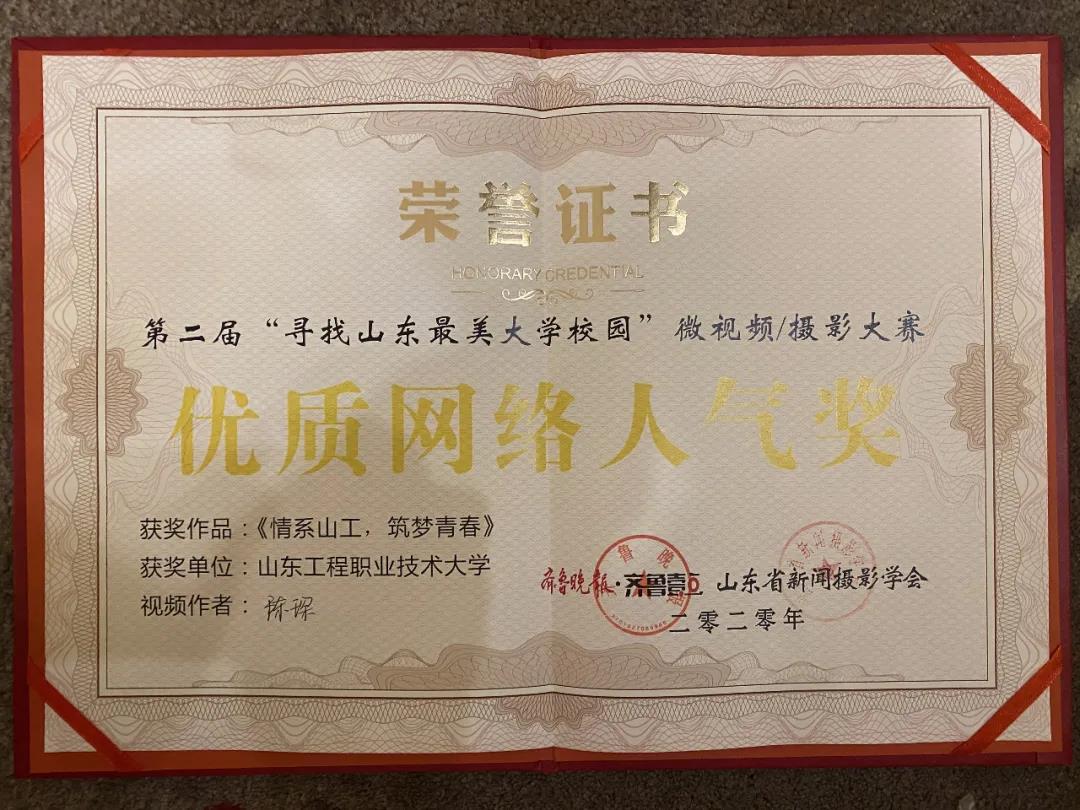 荣誉证书
HONORARY CREDENTIAL
第二届“寻找山东最美大学校园”微视频/摄影大赛
优质网络人气奖
获奖作品：《情系山工，筑梦青春》
获奖单位：山东工程职业技术大学
视频作者：陈琛
齐鲁晚报·齐鲁壹点 山东省新闻摄影学会
二零二零年